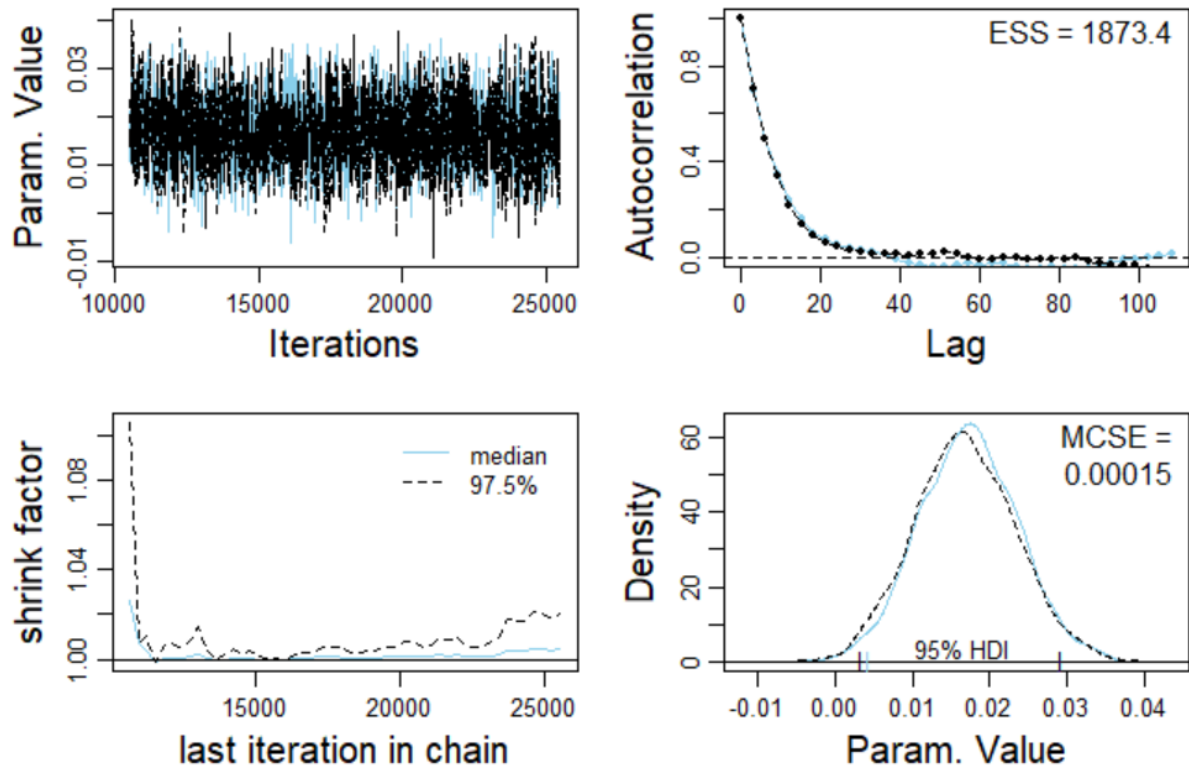 Param. Value
-0.01 0.01 0.03
10000 15000 20000 25000
Iterations
Autocorrelation
0.0 0.4 0.8
ESS = 1873.4
0 20 40 60 80 100
Lag
shrink factor
1.00 1.04 1.08
median
97.5%
15000 20000 25000
last iteration in chain
Density
0 20 40 60
MCSE =
0.00015
95% HDI
-0.01 0.00 0.01 0.02 0.03 0.04
Param. Value